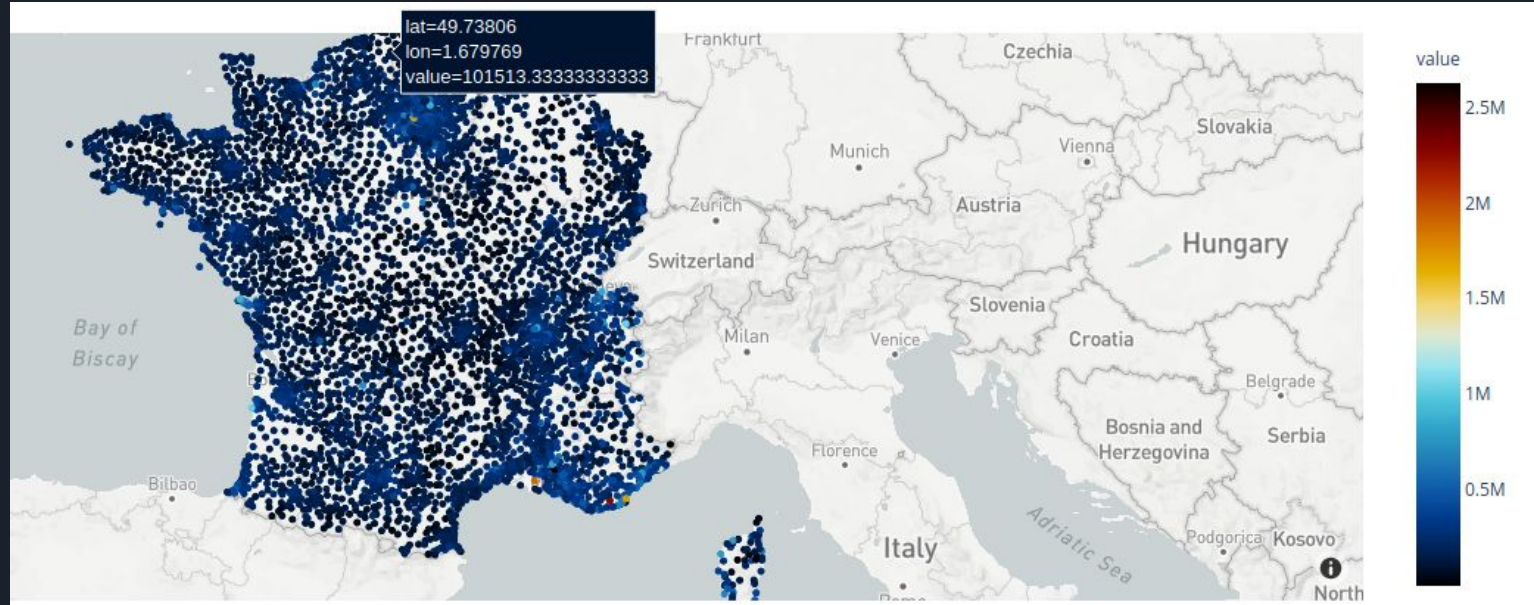 lat=49.73806
lon=1.679769
value=101513.33333333333
Frankfurt
Czechia
Slovakia
Munich
Vienna
Zurich
Austria
Switzerland
Hungary
Slovenia
Milan
Venice
Croatia
Bay of
Biscay
Belgrade
Bosnia and
Herzegovina
Serbia
Florence
Bilbao
Adriatic Sea
Italy
Podgorica
Kosovo
North
value
2.5M
2M
1.5M
1M
0.5M